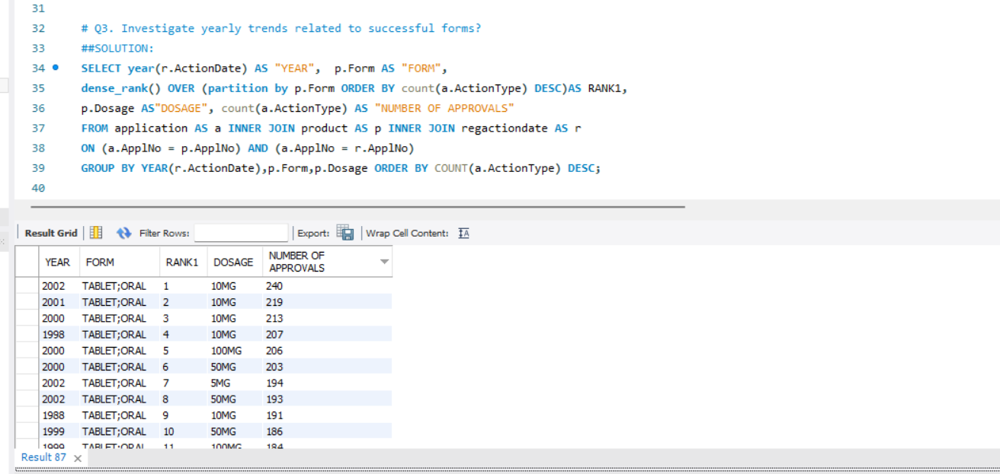 31
32 # Q3. Investigate yearly trends related to successful forms?
33 ##SOLUTION:
34 SELECT year(r.ActionDate) AS "YEAR",  p.Form AS "FORM",
35 dense_rank() OVER (partition by p.Form ORDER BY count(a.ActionType) DESC)AS RANK1,
36 p.Dosage AS"DOSAGE", count(a.ActionType) AS "NUMBER OF APPROVALS"
37 FROM application AS a INNER JOIN product AS p INNER JOIN regactiondate AS r
38 ON (a.ApplNo = p.ApplNo) AND (a.ApplNo = r.ApplNo)
39 GROUP BY YEAR(r.ActionDate),p.Form,p.Dosage ORDER BY COUNT(a.ActionType) DESC;
40
Result Grid Filter Rows: Export: Wrap Cell Content:
YEAR FORM RANK1 DOSAGE NUMBER OF APPROVALS
2002 TABLET;ORAL 1 10MG 240
2001 TABLET;ORAL 2 10MG 219
2000 TABLET;ORAL 3 10MG 213
1998 TABLET;ORAL 4 10MG 207
2000 TABLET;ORAL 5 100MG 206
2000 TABLET;ORAL 6 50MG 203
2002 TABLET;ORAL 7 5MG 194
2002 TABLET;ORAL 8 50MG 193
1988 TABLET;ORAL 9 10MG 191
1999 TABLET;ORAL 10 50MG 186
1999 TABLET;ORAL 11 100MG 184
Result 87